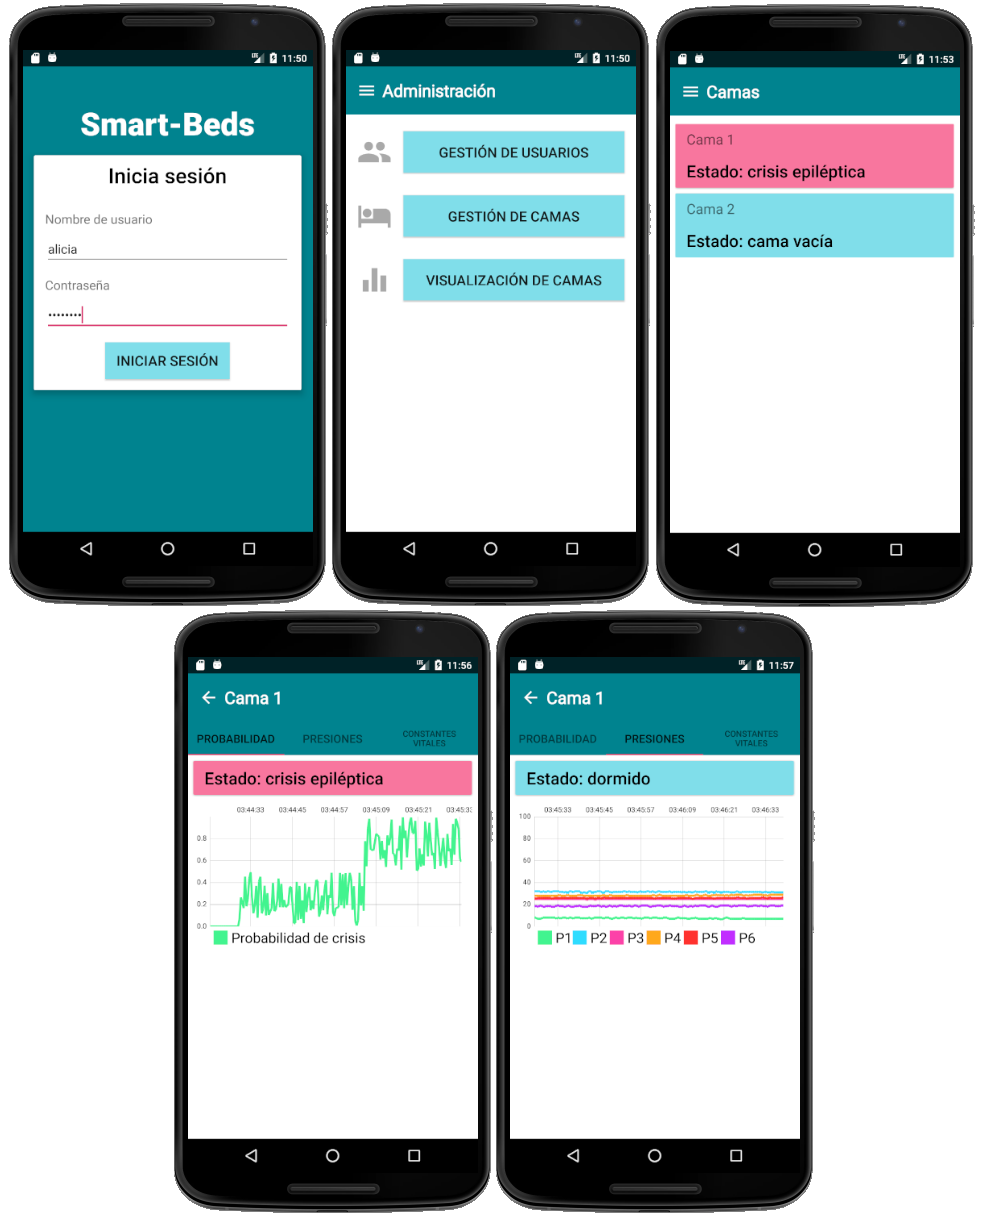 11:50
Smart-Beds
Inicia sesión
Nombre de usuario
alicia
Contraseña
••••••••
INICIAR SESIÓN
11:50
Administración
GESTIÓN DE USUARIOS
GESTIÓN DE CAMAS
VISUALIZACIÓN DE CAMAS
11:53
Camas
Cama 1
Estado: crisis epiléptica
Cama 2
Estado: cama vacía
11:56
Cama 1
PROBABILIDAD PRESIONES CONSTANTES VITALES
Estado: crisis epiléptica
03:44:33 03:44:45 03:44:57 03:45:09 03:45:21 03:45:3
0.8
0.6
0.4
0.2
0.0
Probabilidad de crisis
11:57
Cama 1
PROBABILIDAD PRESIONES CONSTANTES VITALES
Estado: dormido
03:45:33 03:45:45 03:45:57 03:46:09 03:46:21 03:46:33
100
80
60
40
20
0
P1 P2 P3 P4 P5 P6